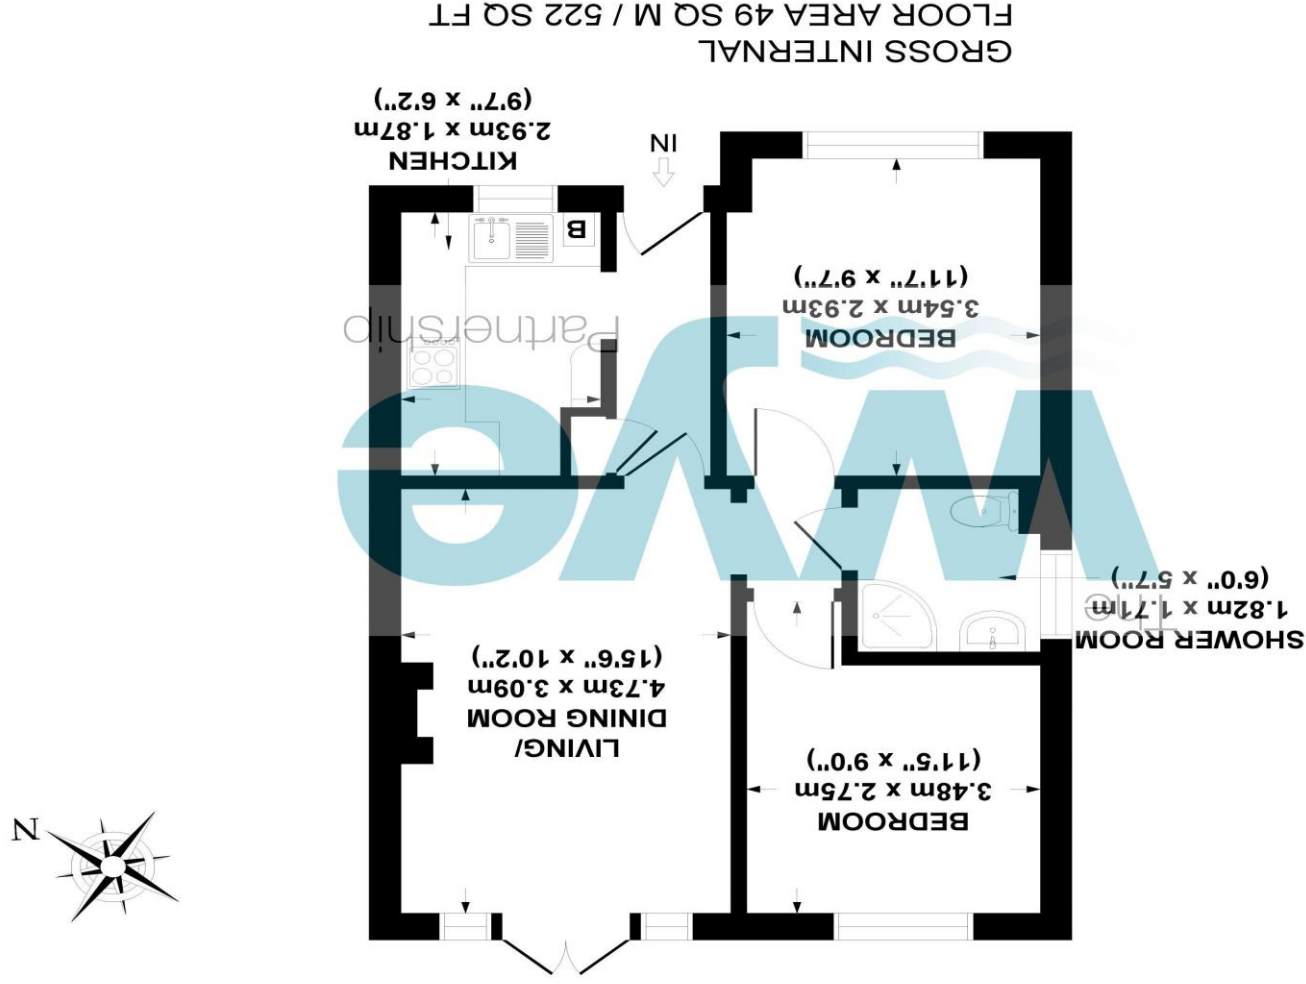 N
BEDROOM
3.48m x 2.75m
(11'5" x 9'0")
LIVING/
DINING ROOM
4.73m x 3.09m
(15'6" x 10'2")
SHOWER ROOM
1.82m x 1.71m
(6'0" x 5'7")
The
wye
Partnership
BEDROOM
3.54m x 2.93m
(11'7" x 9'7")
B
IN
KITCHEN
2.93m x 1.87m
(9'7" x 6'2")
GROSS INTERNAL
FLOOR AREA 49 SQ M / 522 SQ FT